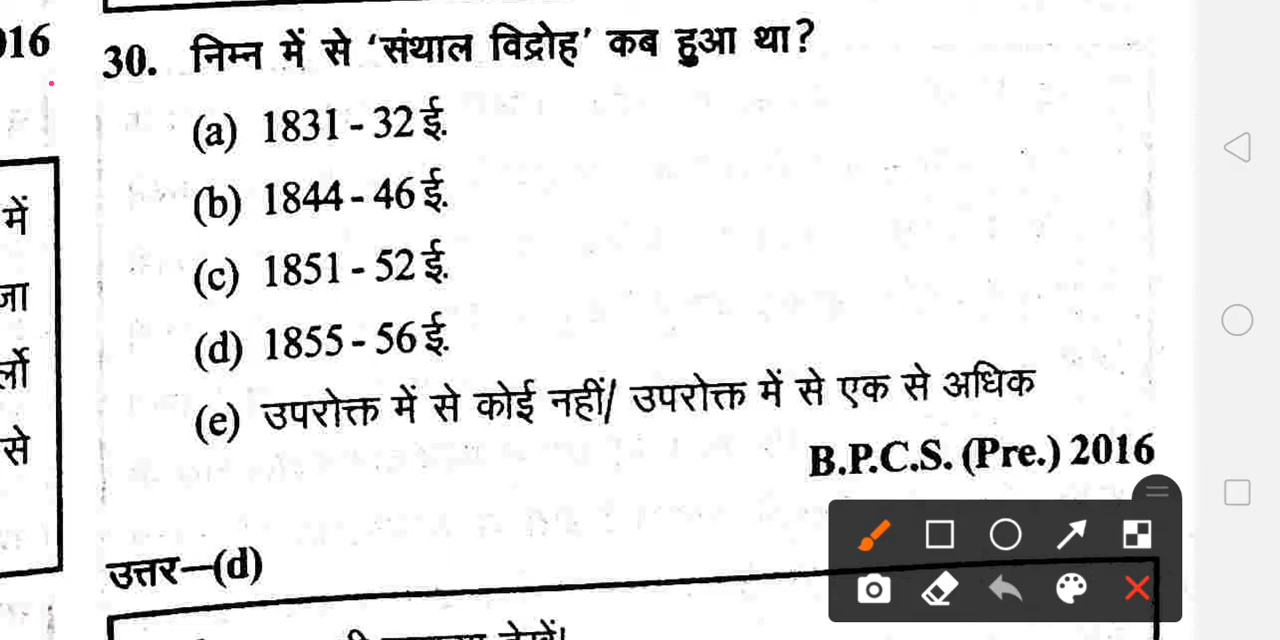 16
30. निम्न में से ‘संथाल विद्रोह’ कब हुआ था?
(a) 1831 - 32 ई.
(b) 1844 - 46 ई.
में
(c) 1851 - 52 ई.
जा
(d) 1855 - 56 ई.
(e) उपरोक्त में से कोई नहीं/ उपरोक्त में से एक से अधिक
से
B.P.C.S. (Pre.) 2016
उत्तर—(d)
देखें।